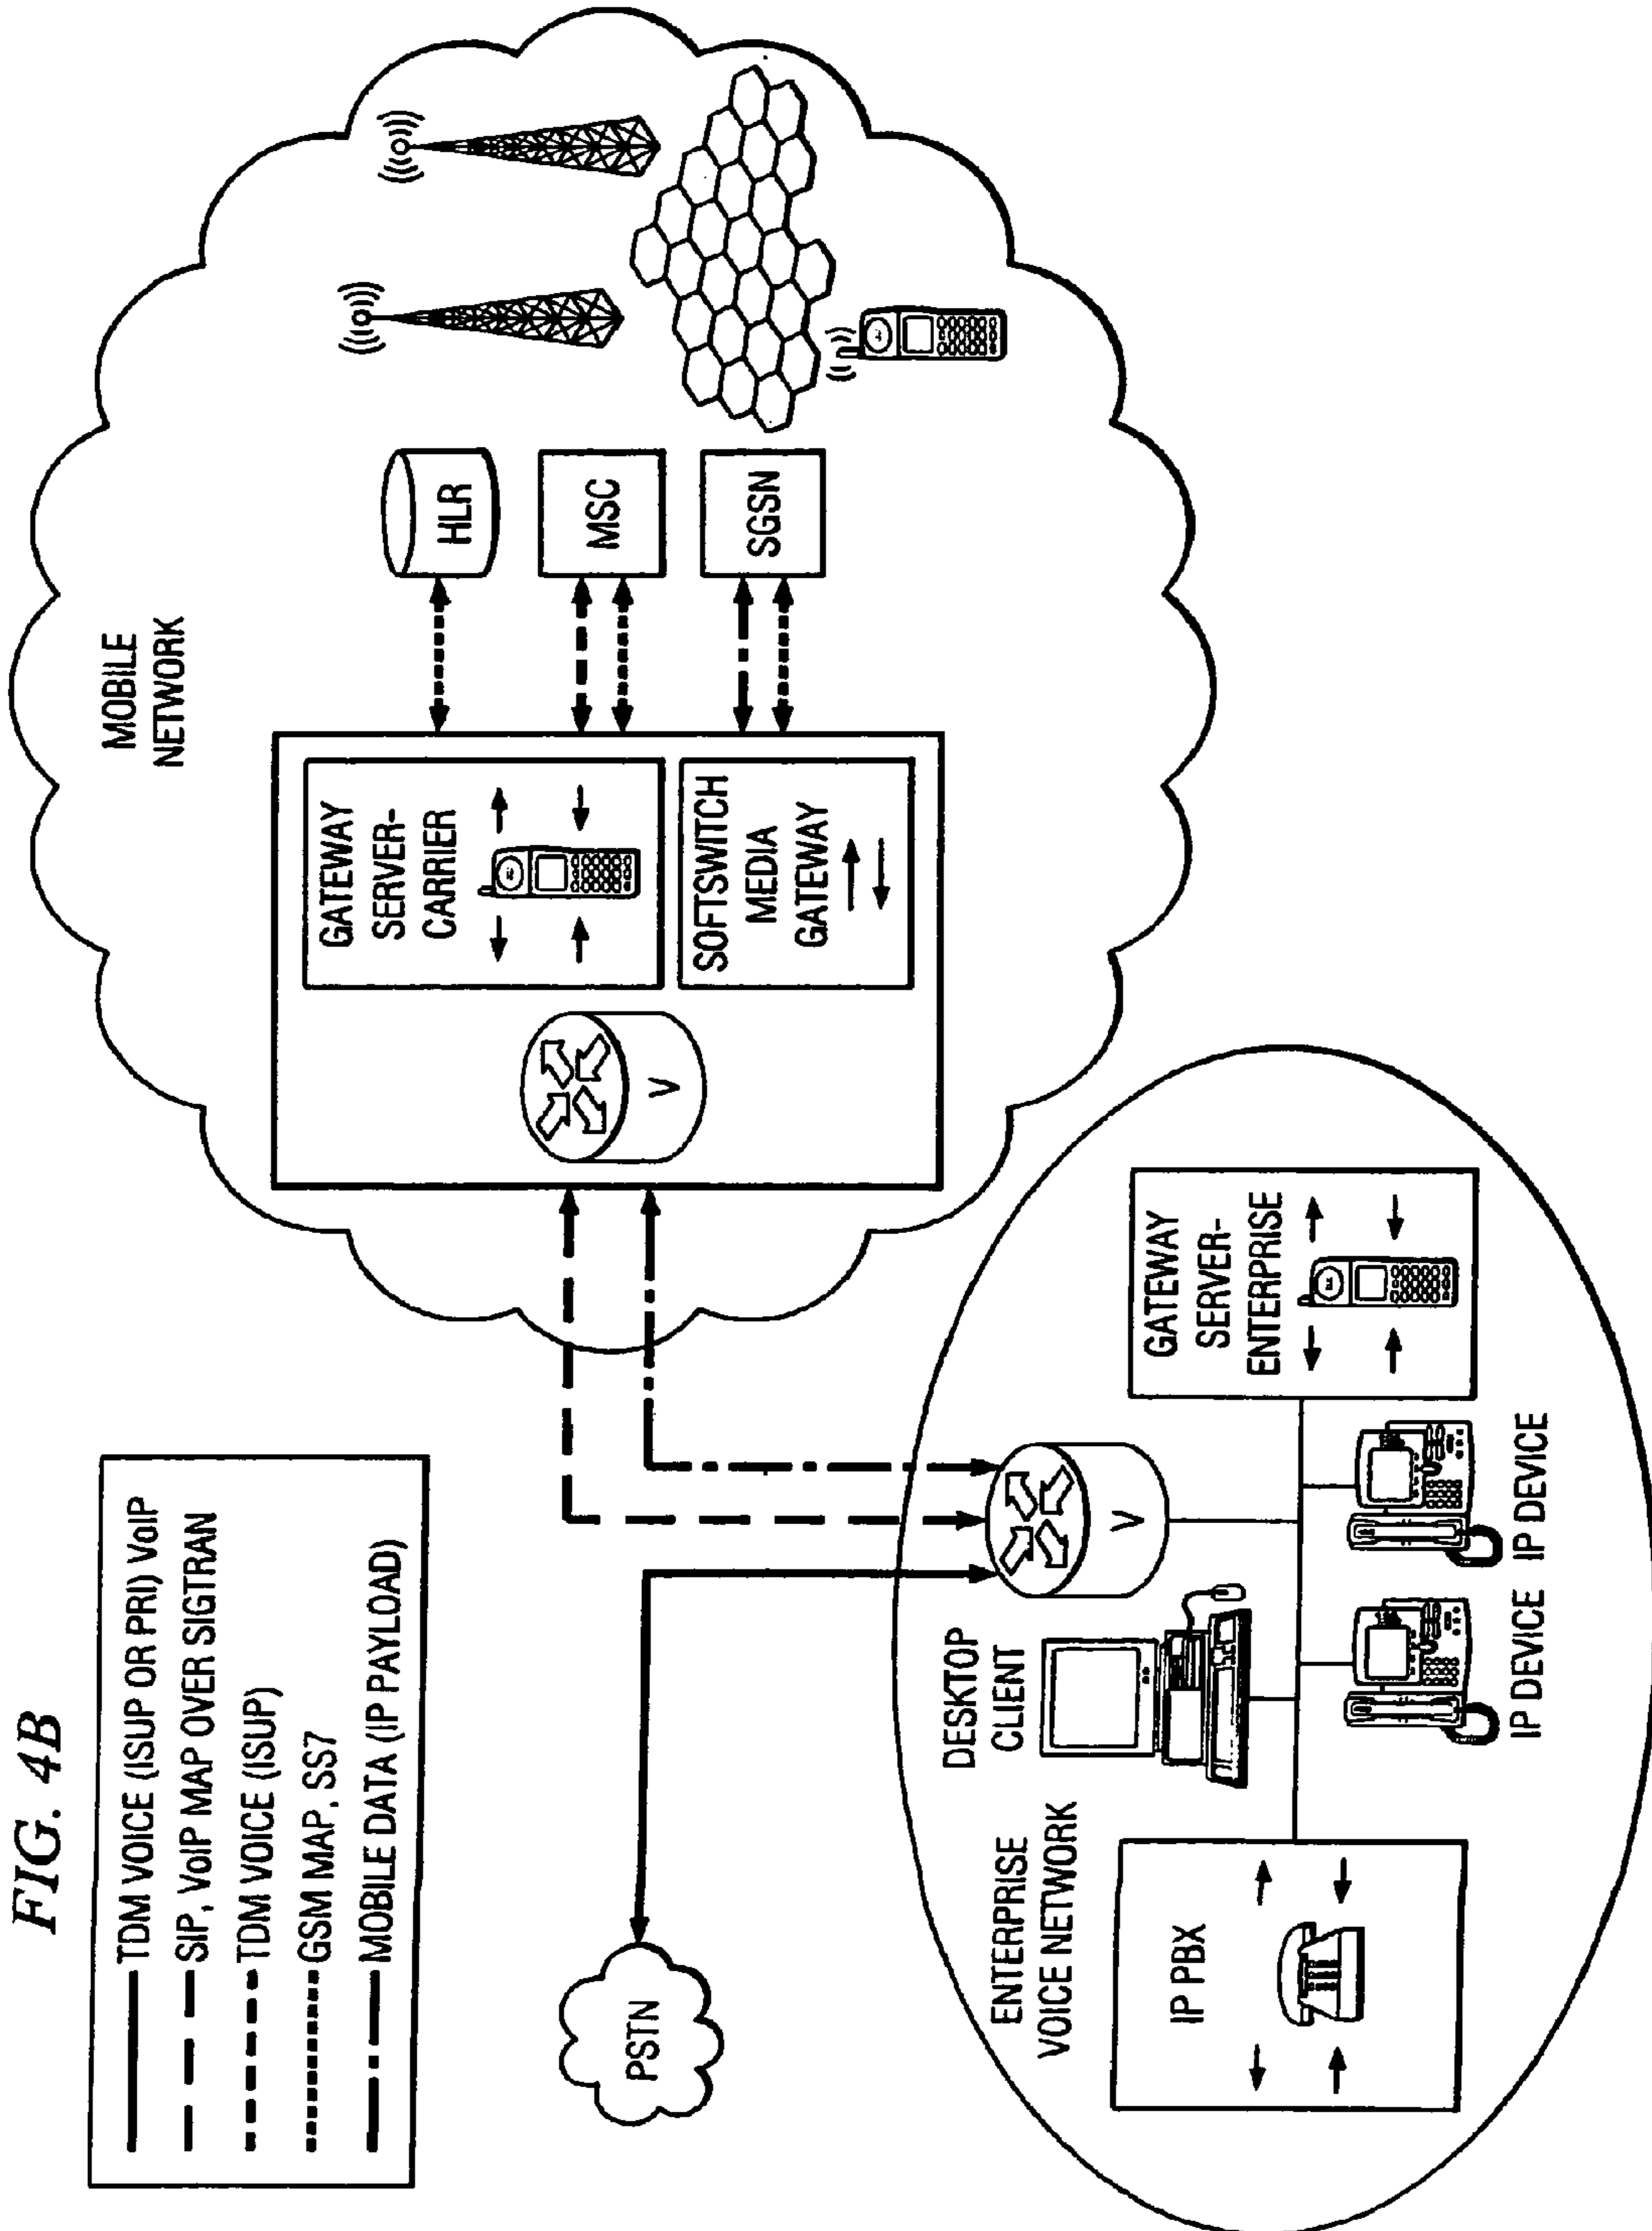 FIG. 4B
TDM VOICE (ISUP OR PRI) VoIP
SIP, VoIP MAP OVER SIGTRAN
TDM VOICE (ISUP)
GSM MAP, SS7
MOBILE DATA (IP PAYLOAD)
MOBILE
NETWORK
GATEWAY
SERVER-
CARRIER
SOFTSWITCH
MEDIA
GATEWAY
V
HLR
MSC
SGSN
PSTN
ENTERPRISE
VOICE NETWORK
IP PBX
DESKTOP
CLIENT
V
GATEWAY
SERVER-
ENTERPRISE
IP DEVICE
IP DEVICE